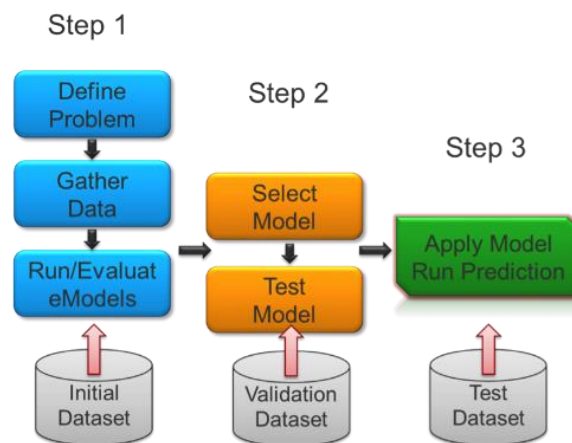 Step 1
Define
Problem
Gather
Data
Run/Evaluat
eModels
Initial
Dataset
Step 2
Select
Model
Test
Model
Validation
Dataset
Step 3
Apply Model
Run Prediction
Test
Dataset